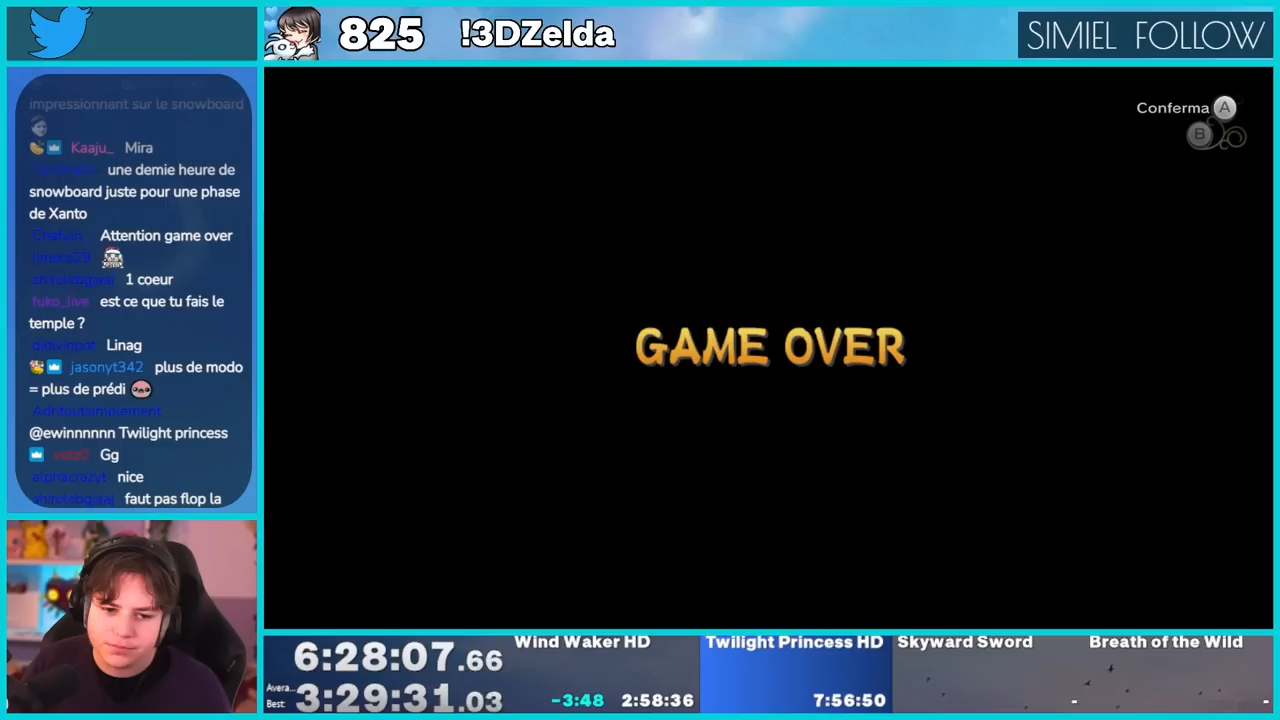 825 !3DZelda
SIMIEL FOLLOW
impressionnant sur le snowboard
Kaaju_ Mira
une demie heure de
snowboard juste pour une phase
de Xanto
Attention game over
1 coeur
fuko_live est ce que tu fais le
temple ?
Linag
jasonyt342 plus de modo
= plus de prédi
Adhtoutsimplement
@ewinnnnnn Twilight princess
Gg
alphacrazyt nice
faut pas flop la
Conferma A
B
GAME OVER
6:28:07.66
Avera...
Best: 3:29:31.03
Wind Waker HD
-3:48 2:58:36
Twilight Princess HD
7:56:50
Skyward Sword
-
Breath of the Wild
-